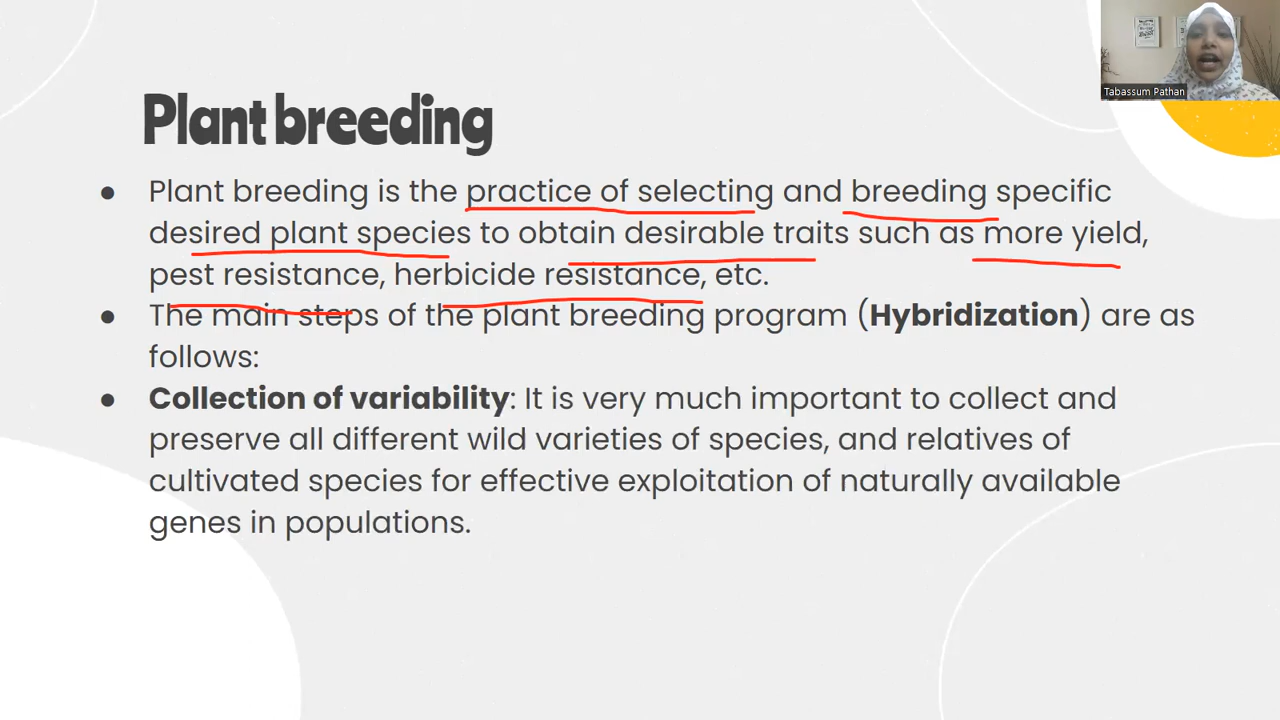 Tabassum Pathan
Plant breeding
● Plant breeding is the practice of selecting and breeding specific
desired plant species to obtain desirable traits such as more yield,
pest resistance, herbicide resistance, etc.
● The main steps of the plant breeding program (Hybridization) are as
follows:
● Collection of variability: It is very much important to collect and
preserve all different wild varieties of species, and relatives of
cultivated species for effective exploitation of naturally available
genes in populations.